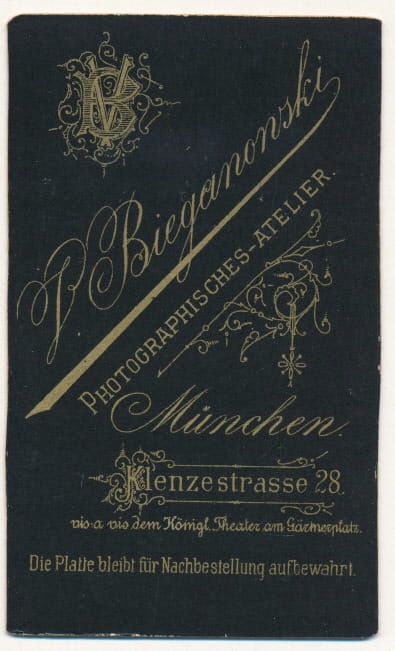 VB
V. Bieganowski
PHOTOGRAPHISCHES-ATELIER.
München.
Klenzestrasse 28.
vis-a vis dem Königl. Theater am Gärtnerplatz.
Die Platte bleibt für Nachbestellung aufbewahrt.